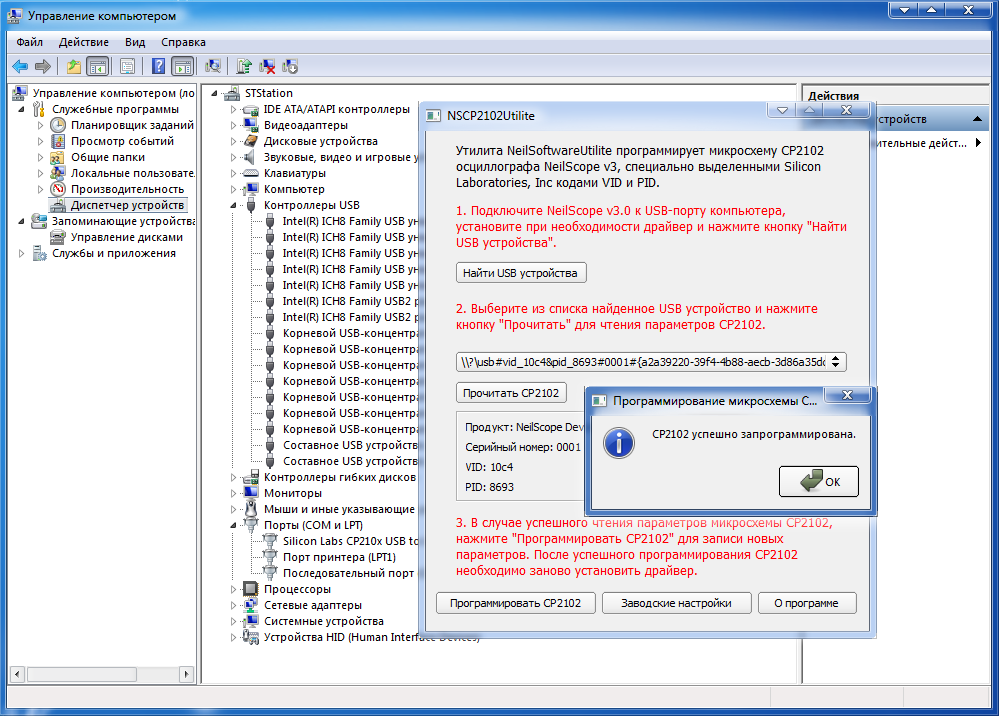 Управление компьютером
Файл Действие Вид Справка
Управление компьютером (ло
Служебные программы
Планировщик заданий
Просмотр событий
Общие папки
Локальные пользовате
Производительность
Диспетчер устройств
Запоминающие устройства
Управление дисками
Службы и приложения
STStation
IDE ATA/ATAPI контроллеры
Видеоадаптеры
Дисковые устройства
Звуковые, видео и игровые у
Клавиатуры
Компьютер
Контроллеры USB
Intel(R) ICH8 Family USB ун
Intel(R) ICH8 Family USB ун
Intel(R) ICH8 Family USB ун
Intel(R) ICH8 Family USB ун
Intel(R) ICH8 Family USB ун
Intel(R) ICH8 Family USB2 р
Intel(R) ICH8 Family USB2 р
Корневой USB-концентра
Корневой USB-концентра
Корневой USB-концентра
Корневой USB-концентра
Корневой USB-концентра
Корневой USB-концентра
Корневой USB-концентра
Составное USB устройств
Составное USB устройств
Контроллеры гибких дисков
Мониторы
Мыши и иные указывающие
Порты (COM и LPT)
Silicon Labs CP210x USB to
Порт принтера (LPT1)
Последовательный порт
Процессоры
Сетевые адаптеры
Системные устройства
Устройства HID (Human Interface Devices)
Действия
стройств
ительные дейст...
NSCP2102Utilite
Утилита NeilSoftwareUtilite программирует микросхему CP2102
осциллографа NeilScope v3, специально выделенными Silicon
Laboratories, Inc кодами VID и PID.
1. Подключите NeilScope v3.0 к USB-порту компьютера,
установите при необходимости драйвер и нажмите кнопку "Найти
USB устройства".
Найти USB устройства
2. Выберите из списка найденное USB устройство и нажмите
кнопку "Прочитать" для чтения параметров CP2102.
\\?\usb#vid_10c4&pid_8693#0001#{a2a39220-39f4-4b88-aecb-3d86a35dc
Прочитать CP2102
Продукт: NeilScope Dev
Серийный номер: 0001
VID: 10c4
PID: 8693
Программирование микросхемы C...
CP2102 успешно запрограммирована.
OK
3. В случае успешного чтения параметров микросхемы CP2102,
нажмите "Программировать CP2102" для записи новых
параметров. После успешного программирования CP2102
необходимо заново установить драйвер.
Программировать CP2102 Заводские настройки О программе